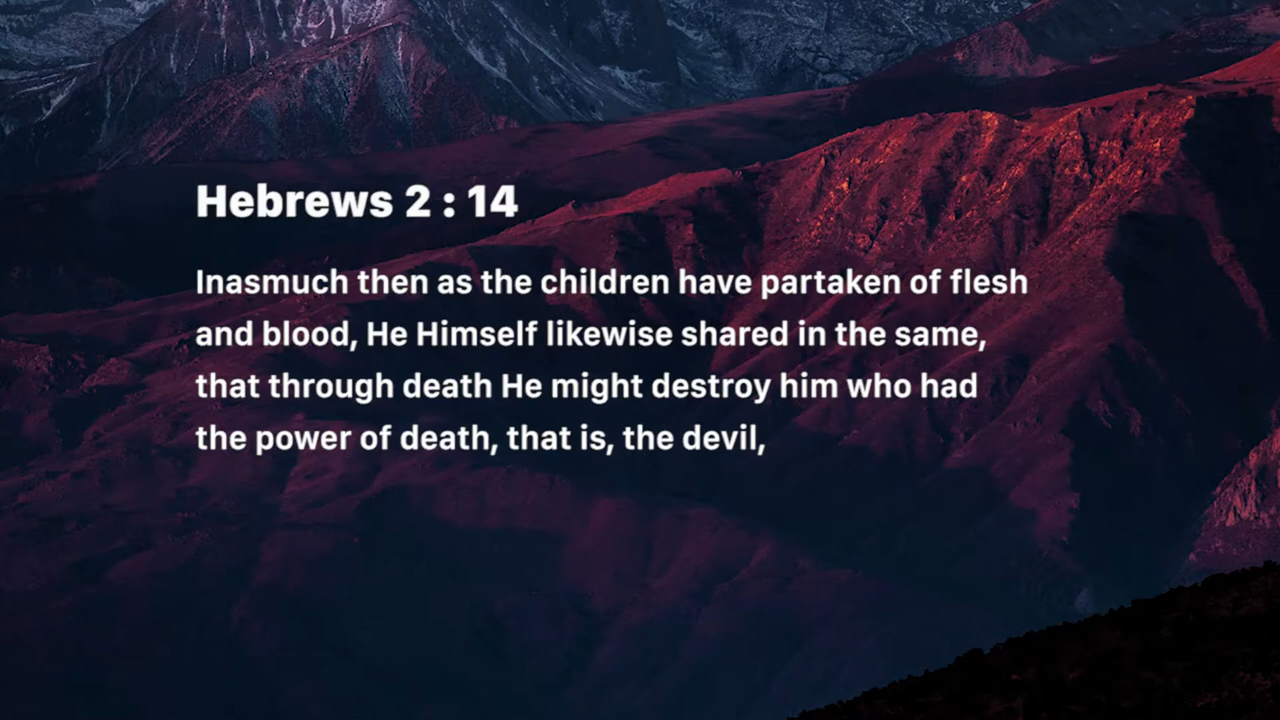 Hebrews 2 : 14
Inasmuch then as the children have partaken of flesh
and blood, He Himself likewise shared in the same,
that through death He might destroy him who had
the power of death, that is, the devil,